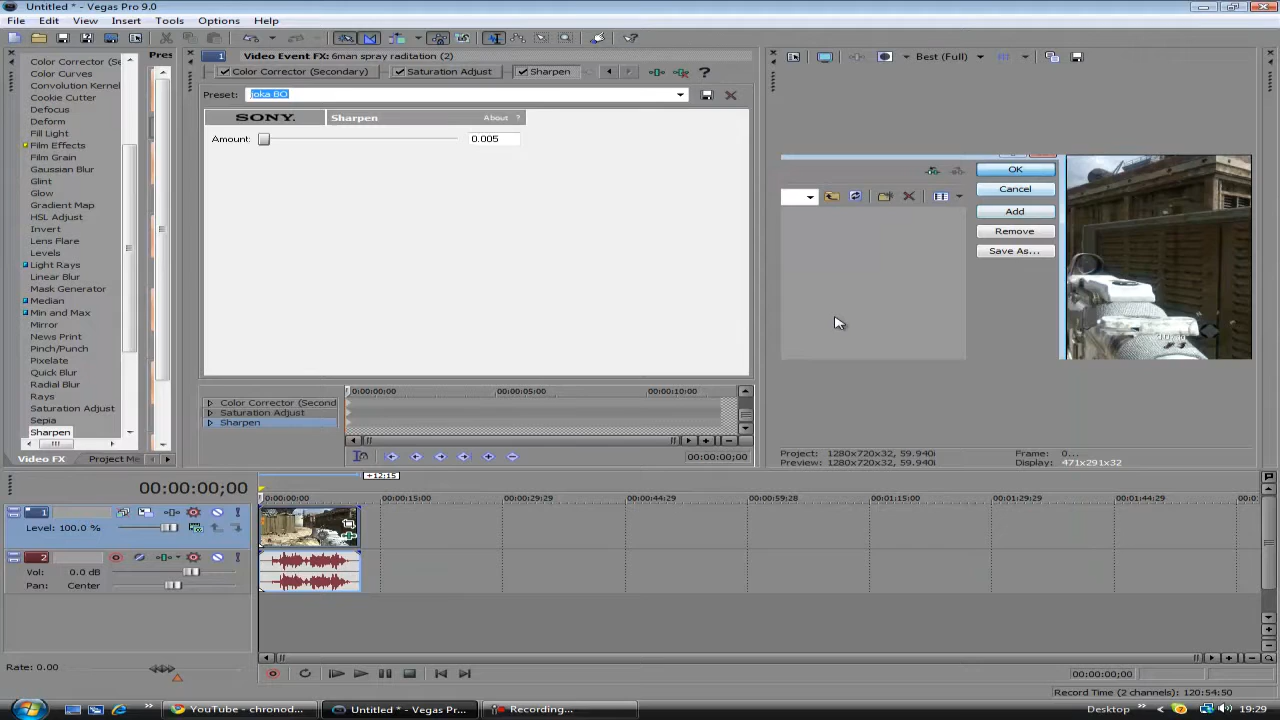 Untitled * - Vegas Pro 9.0
File Edit View Insert Tools Options Help
Color Corrector (Se
Color Curves
Convolution Kernel
Cookie Cutter
Defocus
Deform
Fill Light
Film Effects
Film Grain
Gaussian Blur
Glint
Glow
Gradient Map
HSL Adjust
Invert
Lens Flare
Levels
Light Rays
Linear Blur
Mask Generator
Median
Min and Max
Mirror
News Print
Pinch/Punch
Pixelate
Quick Blur
Radial Blur
Rays
Saturation Adjust
Sepia
Sharpen
Video FX Project Me
Pres
1 Video Event FX: 6man spray raditation (2)
Color Corrector (Secondary) Saturation Adjust Sharpen ?
Preset: joka BO
SONY. Sharpen About ?
Amount: 0.005
00:00:00;00 00:00:05;00 00:00:10;00
Color Corrector (Second
Saturation Adjust
Sharpen
00:00:00;00
Best (Full)
OK
Cancel
Add
Remove
Save As...
Project: 1280x720x32, 59.940i Frame: 0...
Preview: 1280x720x32, 59.940i Display: 471x291x32
+12:15
00:00:00;00
00:00:00 00:00:15;00 00:00:29;29 00:00:44;29 00:00:59;28 00:01:15;00 00:01:29;29 00:01:44;29 00:0
1
Level: 100.0 %
2
Vol: 0.0 dB
Pan: Center
Rate: 0.00
00:00:00;00
Record Time (2 channels): 120:54:50
YouTube - chronod... Untitled * - Vegas Pr... Recording... Desktop 19:29